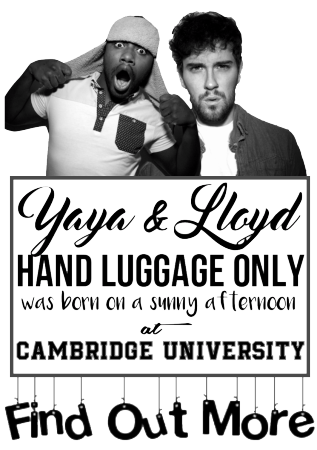 Yaya & Lloyd
HAND LUGGAGE ONLY
was born on a sunny afternoon
at
CAMBRIDGE UNIVERSITY
Find Out More